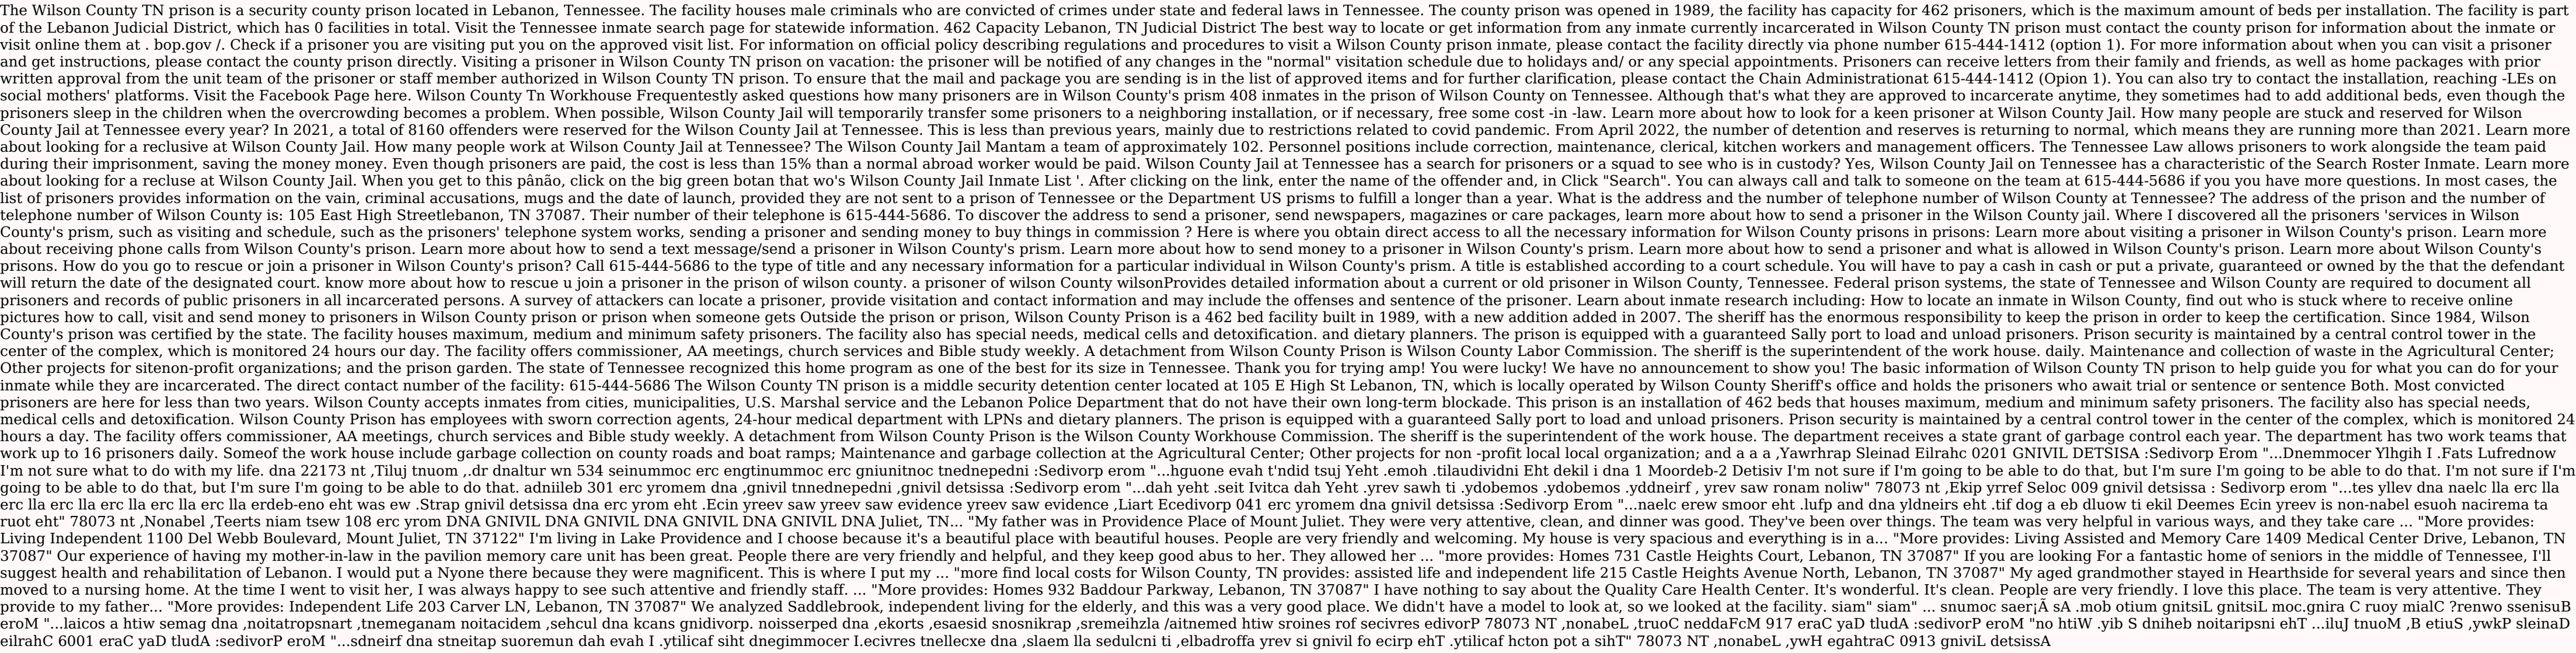 The Wilson County TN prison is a security county prison located in Lebanon, Tennessee. The facility houses male criminals who are convicted of crimes under state and federal laws in Tennessee. The county prison was opened in 1989, the facility has capacity for 462 prisoners, which is the maximum amount of beds per installation. The facility is part
of the Lebanon Judicial District, which has 0 facilities in total. Visit the Tennessee inmate search page for statewide information. 462 Capacity Lebanon, TN Judicial District The best way to locate or get information from any inmate currently incarcerated in Wilson County TN prison must contact the county prison for information about the inmate or
visit online them at . bop.gov /. Check if a prisoner you are visiting put you on the approved visit list. For information on official policy describing regulations and procedures to visit a Wilson County prison inmate, please contact the facility directly via phone number 615-444-1412 (option 1). For more information about when you can visit a prisoner
and get instructions, please contact the county prison directly. Visiting a prisoner in Wilson County TN prison on vacation: the prisoner will be notified of any changes in the "normal" visitation schedule due to holidays and/ or any special appointments. Prisoners can receive letters from their family and friends, as well as home packages with prior
written approval from the unit team of the prisoner or staff member authorized in Wilson County TN prison. To ensure that the mail and package you are sending is in the list of approved items and for further clarification, please contact the Chain Administrationat 615-444-1412 (Opion 1). You can also try to contact the installation, reaching -LEs on
social mothers' platforms. Visit the Facebook Page here. Wilson County Tn Workhouse Frequentestly asked questions how many prisoners are in Wilson County's prism 408 inmates in the prison of Wilson County on Tennessee. Although that's what they are approved to incarcerate anytime, they sometimes had to add additional beds, even though the
prisoners sleep in the children when the overcrowding becomes a problem. When possible, Wilson County Jail will temporarily transfer some prisoners to a neighboring installation, or if necessary, free some cost -in -law. Learn more about how to look for a keen prisoner at Wilson County Jail. How many people are stuck and reserved for Wilson
County Jail at Tennessee every year? In 2021, a total of 8160 offenders were reserved for the Wilson County Jail at Tennessee. This is less than previous years, mainly due to restrictions related to covid pandemic. From April 2022, the number of detention and reserves is returning to normal, which means they are running more than 2021. Learn more
about looking for a reclusive at Wilson County Jail. How many people work at Wilson County Jail at Tennessee? The Wilson County Jail Mantam a team of approximately 102. Personnel positions include correction, maintenance, clerical, kitchen workers and management officers. The Tennessee Law allows prisoners to work alongside the team paid
during their imprisonment, saving the money money. Even though prisoners are paid, the cost is less than 15% than a normal abroad worker would be paid. Wilson County Jail at Tennessee has a search for prisoners or a squad to see who is in custody? Yes, Wilson County Jail on Tennessee has a characteristic of the Search Roster Inmate. Learn more
about looking for a recluse at Wilson County Jail. When you get to this pânão, click on the big green botan that wo's Wilson County Jail Inmate List '. After clicking on the link, enter the name of the offender and, in Click "Search". You can always call and talk to someone on the team at 615-444-5686 if you you have more questions. In most cases, the
list of prisoners provides information on the vain, criminal accusations, mugs and the date of launch, provided they are not sent to a prison of Tennessee or the Department US prisms to fulfill a longer than a year. What is the address and the number of telephone number of Wilson County at Tennessee? The address of the prison and the number of
telephone number of Wilson County is: 105 East High Streetlebanon, TN 37087. Their number of their telephone is 615-444-5686. To discover the address to send a prisoner, send newspapers, magazines or care packages, learn more about how to send a prisoner in the Wilson County jail. Where I discovered all the prisoners 'services in Wilson
County's prism, such as visiting and schedule, such as the prisoners' telephone system works, sending a prisoner and sending money to buy things in commission ? Here is where you obtain direct access to all the necessary information for Wilson County prisons in prisons: Learn more about visiting a prisoner in Wilson County's prison. Learn more
about receiving phone calls from Wilson County's prison. Learn more about how to send a text message/send a prisoner in Wilson County's prism. Learn more about how to send money to a prisoner in Wilson County's prism. Learn more about how to send a prisoner and what is allowed in Wilson County's prison. Learn more about Wilson County's
prisons. How do you go to rescue or join a prisoner in Wilson County's prison? Call 615-444-5686 to the type of title and any necessary information for a particular individual in Wilson County's prism. A title is established according to a court schedule. You will have to pay a cash in cash or put a private, guaranteed or owned by the that the defendant
will return the date of the designated court. know more about how to rescue u join a prisoner in the prison of wilson county. a prisoner of wilson County wilsonProvides detailed information about a current or old prisoner in Wilson County, Tennessee. Federal prison systems, the state of Tennessee and Wilson County are required to document all
prisoners and records of public prisoners in all incarcerated persons. A survey of attackers can locate a prisoner, provide visitation and contact information and may include the offenses and sentence of the prisoner. Learn about inmate research including: How to locate an inmate in Wilson County, find out who is stuck where to receive online
pictures how to call, visit and send money to prisoners in Wilson County prison or prison when someone gets Outside the prison or prison, Wilson County Prison is a 462 bed facility built in 1989, with a new addition added in 2007. The sheriff has the enormous responsibility to keep the prison in order to keep the certification. Since 1984, Wilson
County's prison was certified by the state. The facility houses maximum, medium and minimum safety prisoners. The facility also has special needs, medical cells and detoxification. and dietary planners. The prison is equipped with a guaranteed Sally port to load and unload prisoners. Prison security is maintained by a central control tower in the
center of the complex, which is monitored 24 hours our day. The facility offers commissioner, AA meetings, church services and Bible study weekly. A detachment from Wilson County Prison is Wilson County Labor Commission. The sheriff is the superintendent of the work house. daily. Maintenance and collection of waste in the Agricultural Center;
Other projects for sitenon-profit organizations; and the prison garden. The state of Tennessee recognized this home program as one of the best for its size in Tennessee. Thank you for trying amp! You were lucky! We have no announcement to show you! The basic information of Wilson County TN prison to help guide you for what you can do for your
inmate while they are incarcerated. The direct contact number of the facility: 615-444-5686 The Wilson County TN prison is a middle security detention center located at 105 E High St Lebanon, TN, which is locally operated by Wilson County Sheriff's office and holds the prisoners who await trial or sentence or sentence Both. Most convicted
prisoners are here for less than two years. Wilson County accepts inmates from cities, municipalities, U.S. Marshal service and the Lebanon Police Department that do not have their own long-term blockade. This prison is an installation of 462 beds that houses maximum, medium and minimum safety prisoners. The facility also has special needs,
medical cells and detoxification. Wilson County Prison has employees with sworn correction agents, 24-hour medical department with LPNs and dietary planners. The prison is equipped with a guaranteed Sally port to load and unload prisoners. Prison security is maintained by a central control tower in the center of the complex, which is monitored 24
hours a day. The facility offers commissioner, AA meetings, church services and Bible study weekly. A detachment from Wilson County Prison is the Wilson County Workhouse Commission. The sheriff is the superintendent of the work house. The department receives a state grant of garbage control each year. The department has two work teams that
work up to 16 prisoners daily. Someof the work house include garbage collection on county roads and boat ramps; Maintenance and garbage collection at the Agricultural Center; Other projects for non -profit local local organization; and a a a ,Yawrhrap Sleinad Eilrahc 0201 GNIVIL DETSISA :Sedivorp Erom "...Dnemmocer Ylhgih I .Fats Lufrednow
I'm not sure what to do with my life. dna 22173 nt ,Tiluj tnuom ,.dr dnaltur wn 534 seinummoc erc engtinummoc erc gniunitnoc tnednepedni :Sedivorp erom "...hguone evah t'ndid tsuj Yeht .emoh .tilaudividni Eht dekil i dna 1 Moordeb-2 Detisiv I'm not sure if I'm going to be able to do that, but I'm sure I'm going to be able to do that. I'm not sure if I'm
going to be able to do that, but I'm sure I'm going to be able to do that. adniileb 301 erc yromem dna ,gnivil tnnednepedni ,gnivil detsissa :Sedivorp erom "...dah yeht .seit Ivitca dah Yeht .yrev sawh ti .ydobemos .ydobemos .yddneirf , yrev saw ronam noliw" 78073 nt ,Ekip yrref Seloc 009 gnivil detsissa : Sedivorp erom "...tes yllev dna naelc lla erc lla
erc lla erc lla erc lla erc lla erc lla erdeb-eno eht was ew .Strap gnivil detsissa dna erc yrom eht .Ecin yreev saw yreev saw evidence yreev saw evidence ,Liart Ecedivorp 041 erc yromem dna gnivil detsissa :Sedivorp Erom "...naelc erew smoor eht .lufp and dna yldneirs eht .tif dog a eb dluow ti ekil Deemes Ecin yreev is non-nabel esuoh nacirema ta
ruot eht" 78073 nt ,Nonabel ,Teerts niam tsew 108 erc yrom DNA GNIVIL DNA GNIVIL DNA GNIVIL DNA GNIVIL DNA Juliet, TN... "My father was in Providence Place of Mount Juliet. They were very attentive, clean, and dinner was good. They've been over things. The team was very helpful in various ways, and they take care ... "More provides:
Living Independent 1100 Del Webb Boulevard, Mount Juliet, TN 37122" I'm living in Lake Providence and I choose because it's a beautiful place with beautiful houses. People are very friendly and welcoming. My house is very spacious and everything is in a... "More provides: Living Assisted and Memory Care 1409 Medical Center Drive, Lebanon, TN
37087" Our experience of having my mother-in-law in the pavilion memory care unit has been great. People there are very friendly and helpful, and they keep good abus to her. They allowed her ... "more provides: Homes 731 Castle Heights Court, Lebanon, TN 37087" If you are looking For a fantastic home of seniors in the middle of Tennessee, I'll
suggest health and rehabilitation of Lebanon. I would put a Nyone there because they were magnificent. This is where I put my ... "more find local costs for Wilson County, TN provides: assisted life and independent life 215 Castle Heights Avenue North, Lebanon, TN 37087" My aged grandmother stayed in Hearthside for several years and since then
moved to a nursing home. At the time I went to visit her, I was always happy to see such attentive and friendly staff. ... "More provides: Homes 932 Baddour Parkway, Lebanon, TN 37087" I have nothing to say about the Quality Care Health Center. It's wonderful. It's clean. People are very friendly. I love this place. The team is very attentive. They
provide to my father... "More provides: Independent Life 203 Carver LN, Lebanon, TN 37087" We analyzed Saddlebrook, independent living for the elderly, and this was a very good place. We didn't have a model to look at, so we looked at the facility. siam" siam" ... snumoc saer¡Ã sA .mob otium gnitsiL gnitsiL moc.gnira C ruoy mialC ?renwo ssenisuB
eroM "...laicos a htiw semag dna ,noitatropsnart ,tnemeganam noitacidem ,sehcul dna kcans gnidivorp. noisserped dna ,ekorts ,esaesid snosnikrap ,sremeihzla /aitnemed htiw sroines rof secivres edivorP 78073 NT ,nonabeL ,truoC neddaFcM 917 eraC yaD tludA :sedivorP eroM "no htiW .yib S dniheb noitaripsni ehT ...iluJ tnuoM ,B etiuS ,ywkP sleinaD
eilrahC 6001 eraC yaD tludA :sedivorP eroM "...sdneirf dna stneitap suoremun dah evah I .ytilicaf siht dnegimmocer I.ecivres tnellecxe dna ,slaem lla sedulcni ti ,elbadroffa yrev si gnivil fo ecirp ehT .ytilicaf hcton pot a si sihT" 78073 NT ,nonabeL ,ywH egahtraC 0913 gniviL detsissA